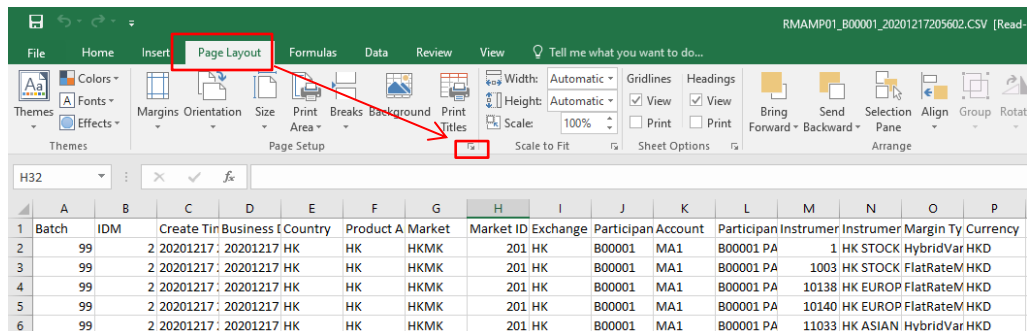 RMAMP01_B00001_20201217205602.CSV [Read-
File Home Insert Page Layout Formulas Data Review View Tell me what you want to do...
Colors Width: Automatic Gridlines Headings
Aa A Fonts Height: Automatic View View
Themes Effects Margins Orientation Size Print Area Breaks Background Print Titles Scale: 100% Print Print Bring Forward Send Backward Selection Pane Align Group Rotat
Themes Page Setup Scale to Fit Sheet Options Arrange
H32 fx
A B C D E F G H I J K L M N O P
1 Batch IDM Create Tin Business D Country Product A Market Market ID Exchange Participan Account Participan Instrumer Instrumer Margin Ty Currency
2 99 2 20201217 20201217 HK HK HKMK 201 HK B00001 MA1 B00001 PA 1 HK STOCK HybridVar HKD
3 99 2 20201217 20201217 HK HK HKMK 201 HK B00001 MA1 B00001 PA 1003 HK STOCK FlatRateM HKD
4 99 2 20201217 20201217 HK HK HKMK 201 HK B00001 MA1 B00001 PA 10138 HK EUROP FlatRateM HKD
5 99 2 20201217 20201217 HK HK HKMK 201 HK B00001 MA1 B00001 PA 10140 HK EUROP FlatRateM HKD
6 99 2 20201217 20201217 HK HK HKMK 201 HK B00001 MA1 B00001 PA 11033 HK ASIAN HybridVar HKD